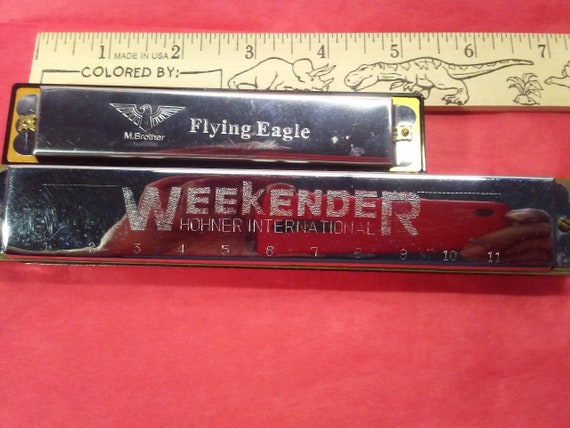 1 MADE IN USA 2 3 4 5 6 7
COLORED BY:
M.Brother Flying Eagle
WEEKENDER
HOHNER INTERNATIONAL
2 3 4 5 6 7 8 9 10 11